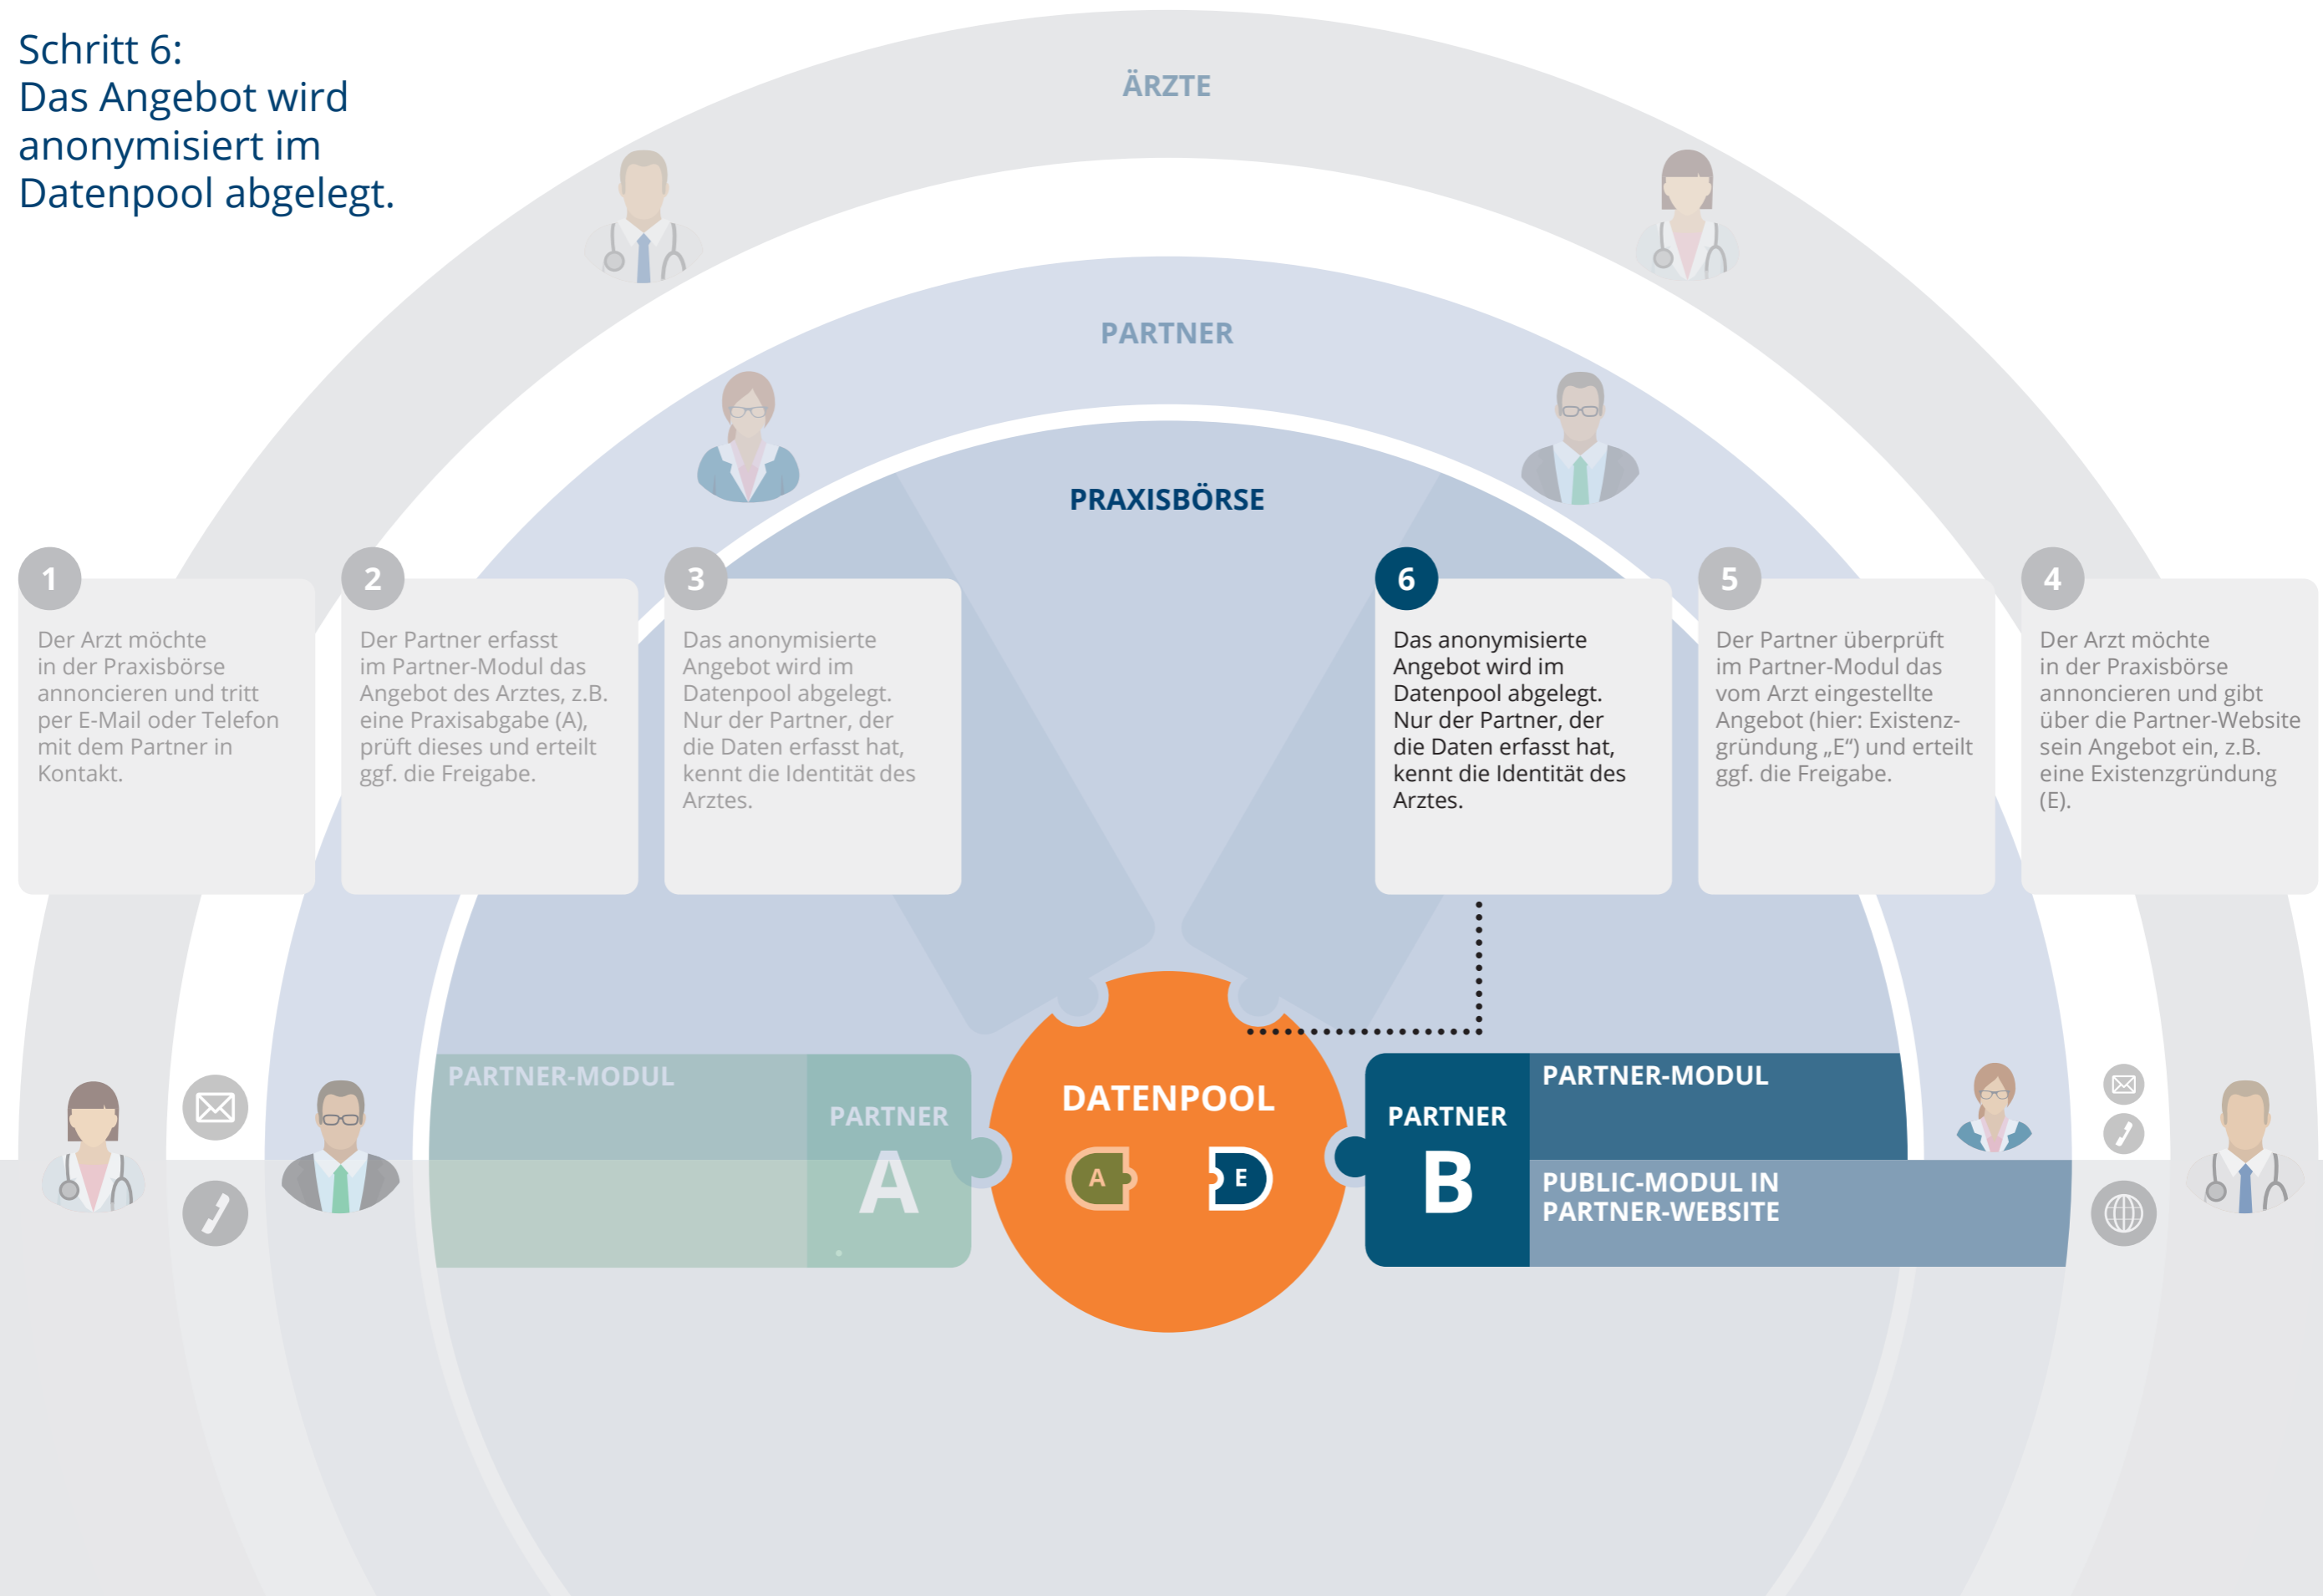 Schritt 6:
Das Angebot wird
anonymisiert im
Datenpool abgelegt.
ÄRZTE
PARTNER
PRAXISBÖRSE
1
Der Arzt möchte
in der Praxisbörse
annoncieren und tritt
per E-Mail oder Telefon
mit dem Partner in
Kontakt.
2
Der Partner erfasst
im Partner-Modul das
Angebot des Arztes, z.B.
eine Praxisabgabe (A),
prüft dieses und erteilt
ggf. die Freigabe.
3
Das anonymisierte
Angebot wird im
Datenpool abgelegt.
Nur der Partner, der
die Daten erfasst hat,
kennt die Identität des
Arztes.
6
Das anonymisierte
Angebot wird im
Datenpool abgelegt.
Nur der Partner, der
die Daten erfasst hat,
kennt die Identität des
Arztes.
5
Der Partner überprüft
im Partner-Modul das
vom Arzt eingestellte
Angebot (hier: Existenz-
gründung „E“) und erteilt
ggf. die Freigabe.
4
Der Arzt möchte
in der Praxisbörse
annoncieren und gibt
über die Partner-Website
sein Angebot ein, z.B.
eine Existenzgründung
(E).
PARTNER-MODUL
PARTNER
A
DATENPOOL
A
E
PARTNER
B
PARTNER-MODUL
PUBLIC-MODUL IN
PARTNER-WEBSITE